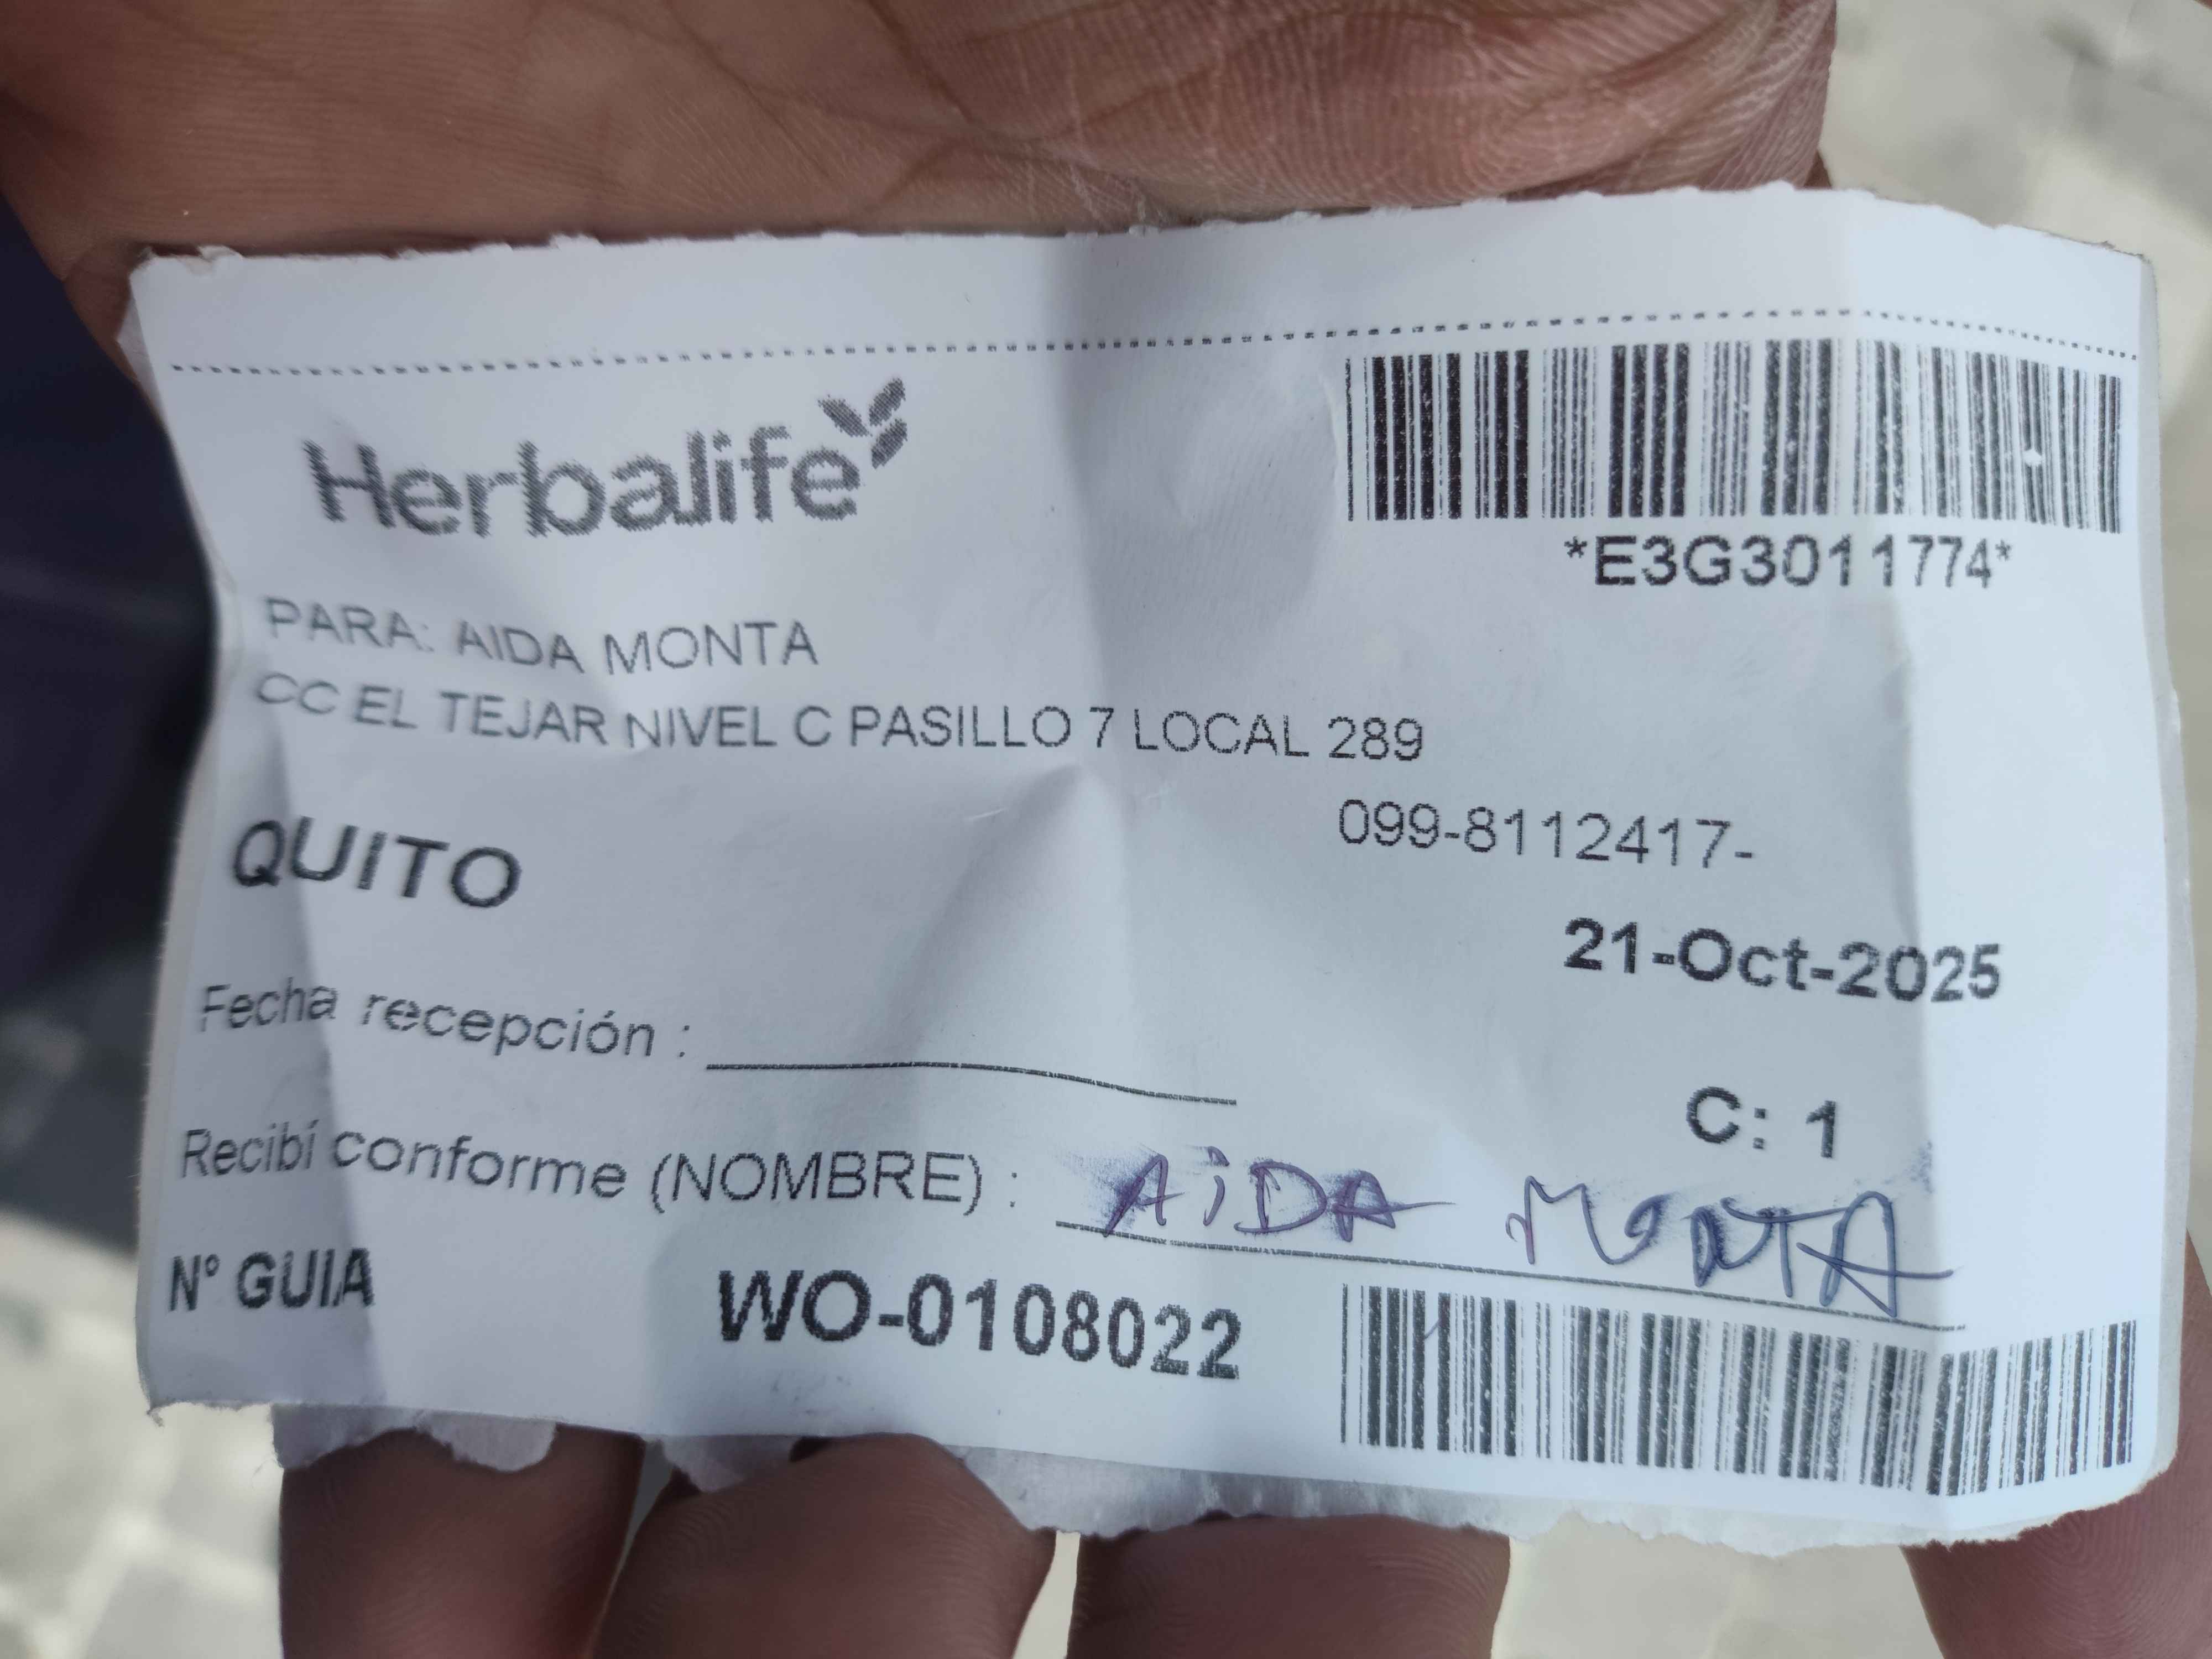 Herbalife
*E3G3011774*
PARA: AIDA MONTA
CC EL TEJAR NIVEL C PASILLO 7 LOCAL 289
099-8112417-
QUITO
21-Oct-2025
Fecha recepción :
C: 1
Recibí conforme (NOMBRE) : AiDA MONTA
Nº GUIA WO-0108022